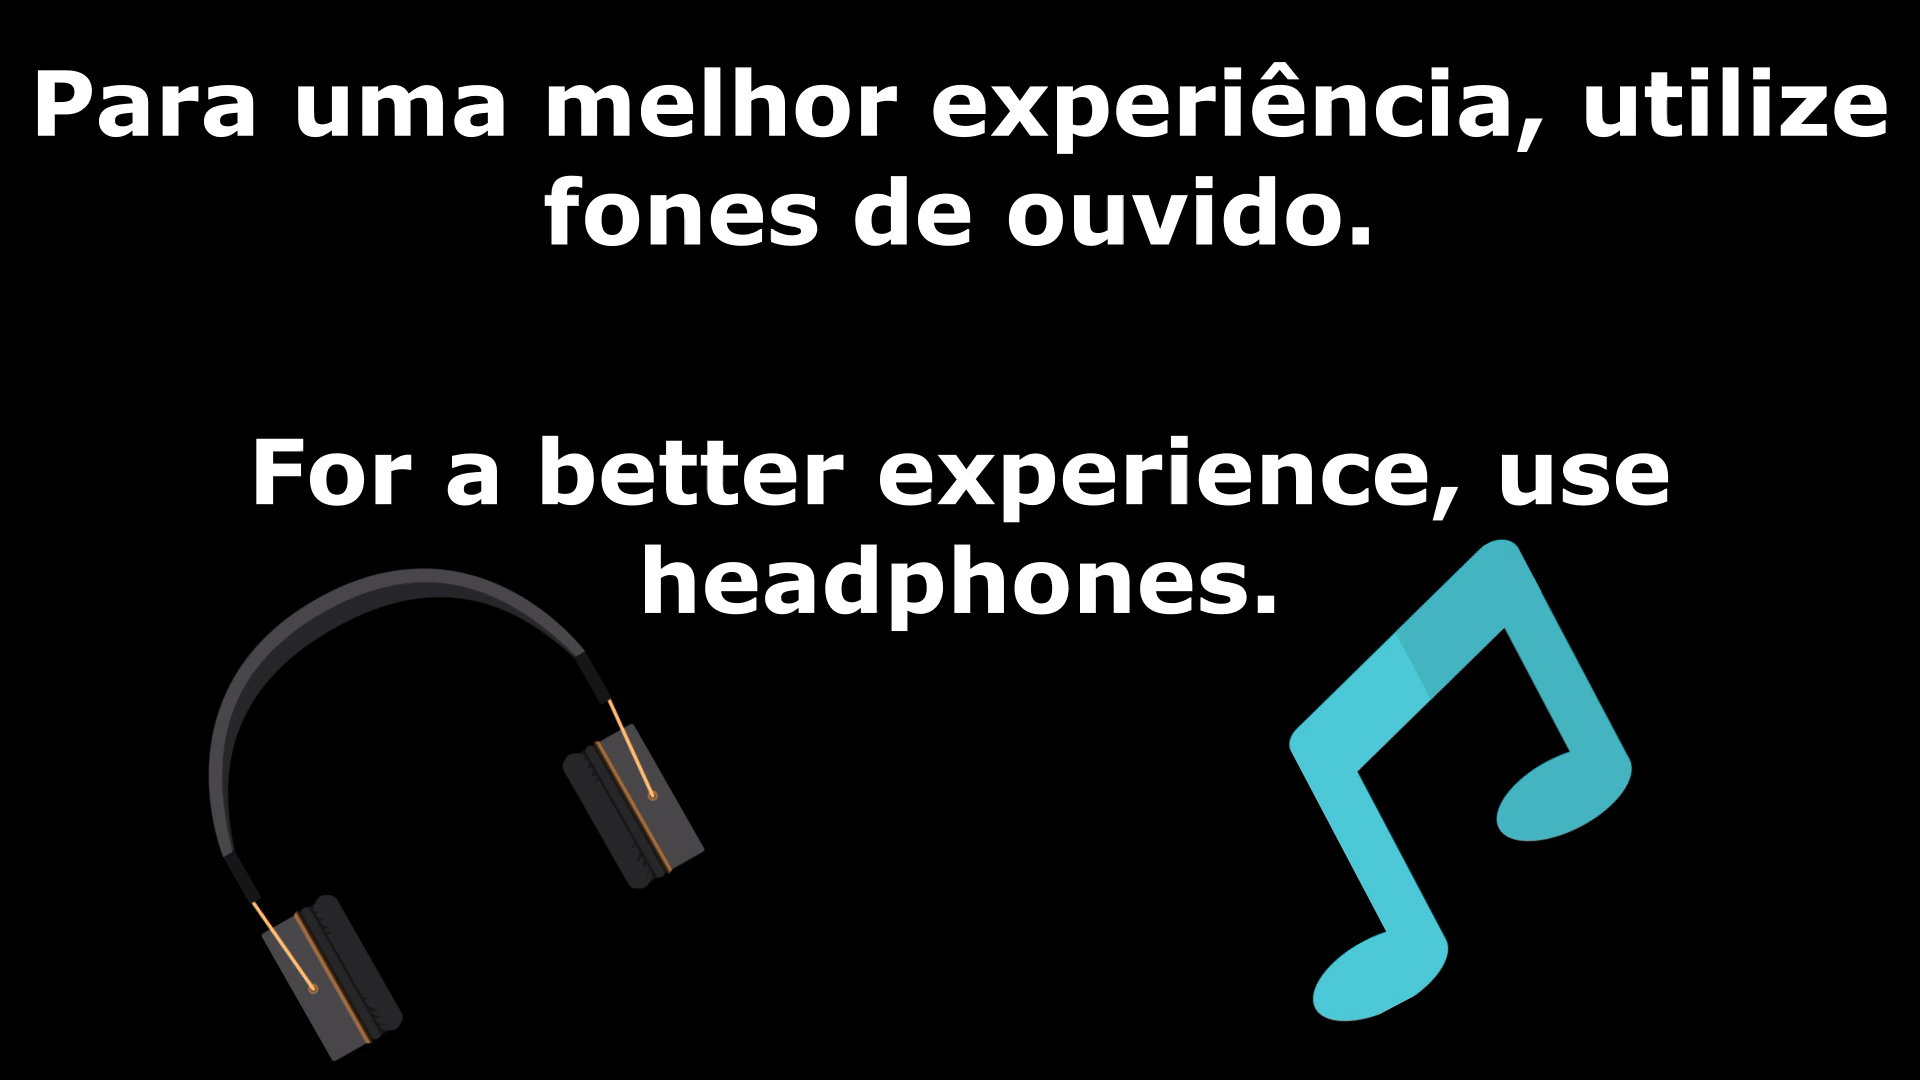 Para uma melhor experiência, utilize
fones de ouvido.
For a better experience, use
headphones.